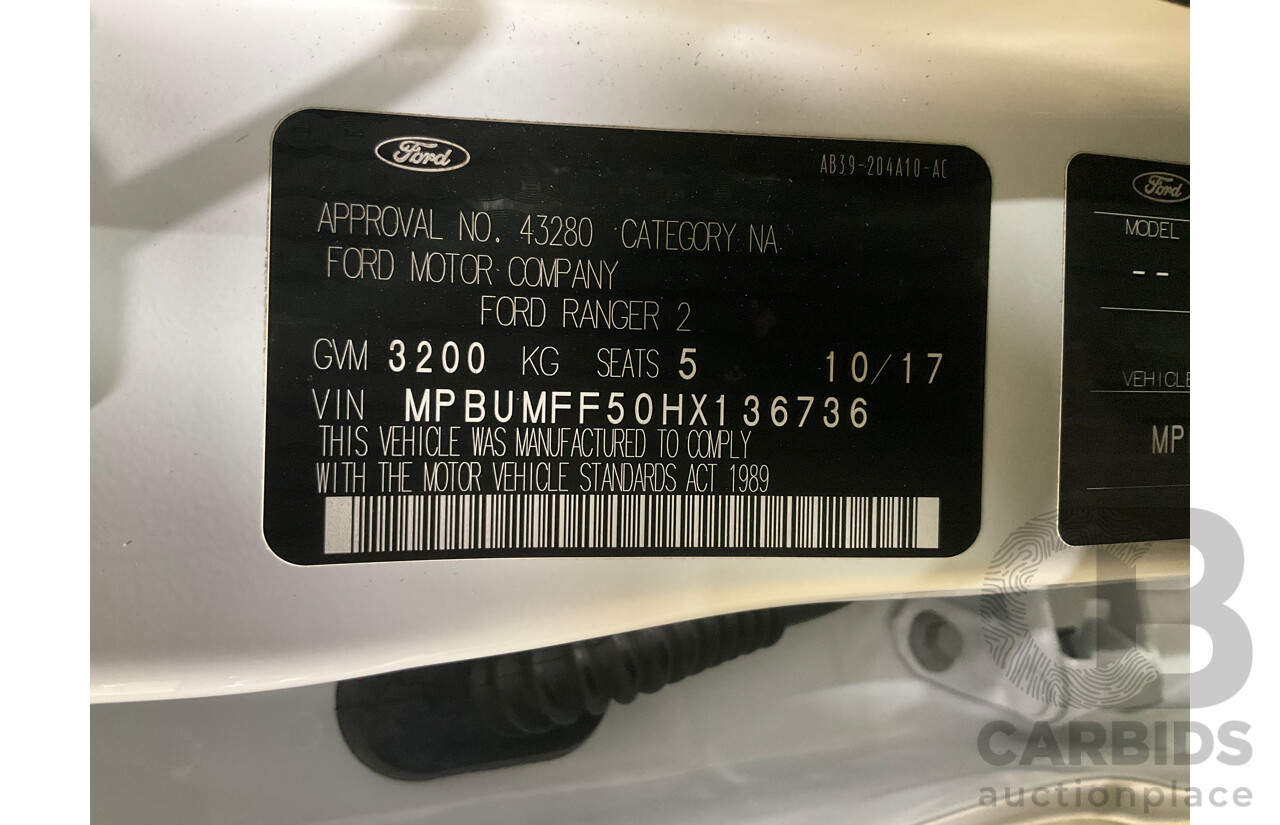 Ford
AB39-204A10-AC
APPROVAL NO. 43280 CATEGORY NA
FORD MOTOR COMPANY
FORD RANGER 2
GVM 3200 KG SEATS 5 10/17
VIN MPBUMFF50HX136736
THIS VEHICLE WAS MANUFACTURED TO COMPLY
WITH THE MOTOR VEHICLE STANDARDS ACT 1989
Ford
MODEL
--
VEHICLE
MP
CB
CARBIDS
auctionplace